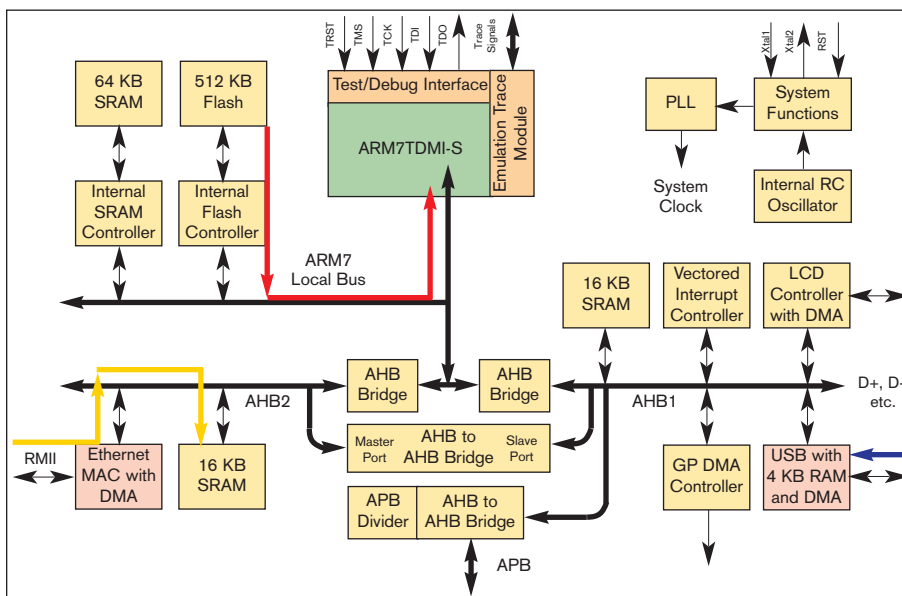 TRST
TMS
TCK
TDI
TDO
Trace
Signals
Xtal1
Xtal2
RST
64 KB
SRAM
512 KB
Flash
Test/Debug Interface
ARM7TDMI-S
Emulation Trace
Module
PLL
System
Functions
System
Clock
Internal RC
Oscillator
Internal
SRAM
Controller
Internal
Flash
Controller
ARM7
Local Bus
16 KB
SRAM
Vectored
Interrupt
Controller
LCD
Controller
with DMA
AHB2
AHB
Bridge
AHB
Bridge
AHB1
D+, D-
etc.
RMII
Ethernet
MAC with
DMA
16 KB
SRAM
Master
Port
AHB to
AHB Bridge
Slave
Port
GP DMA
Controller
USB with
4 KB RAM
and DMA
APB
Divider
AHB to
AHB Bridge
APB